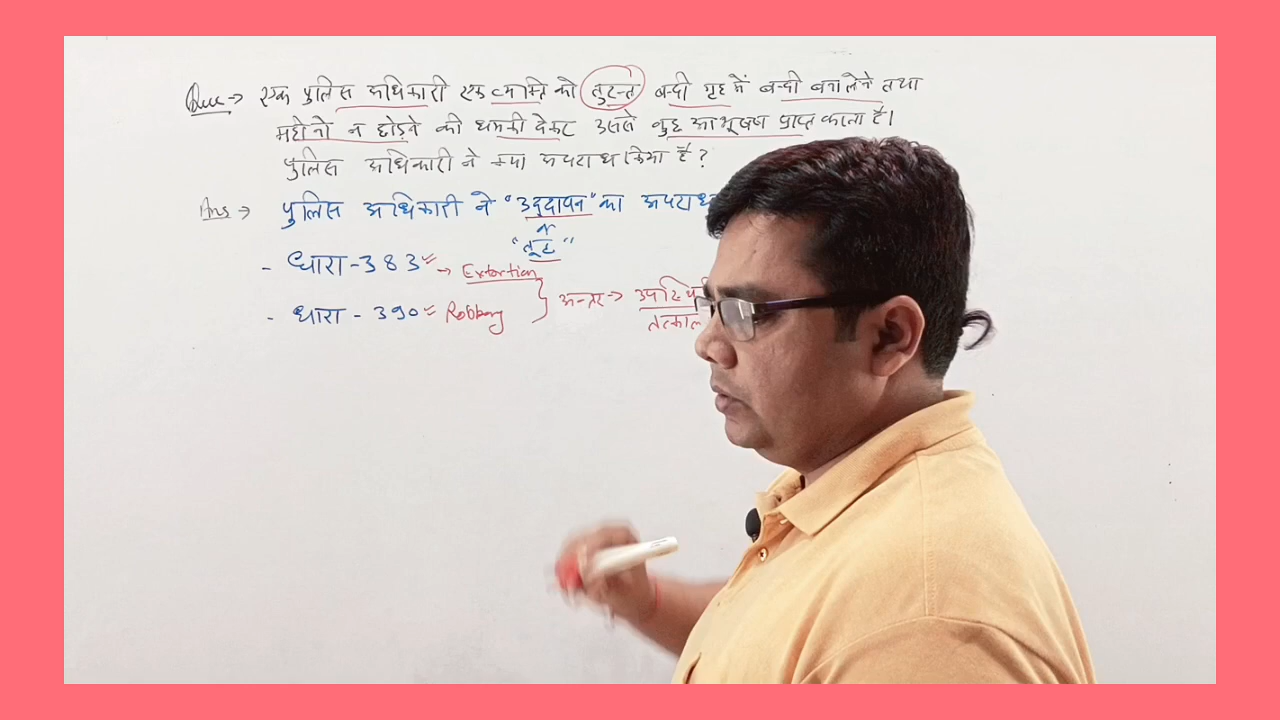 Que → एक पुलिस अधिकारी एक व्यक्ति को तुरन्त बन्दी गृह में बन्दी बना लेने तथा
महीनों न छोड़ने की धमकी देकर उससे कुछ आभूषण प्राप्त करता है।
पुलिस अधिकारी ने क्या अपराध किया है?
Ans → पुलिस अधिकारी ने "उद्दापन" का अपराध
"लूट"
- धारा - 383 → Extortion
- धारा - 390 Robbery } अन्तर →
तत्काल